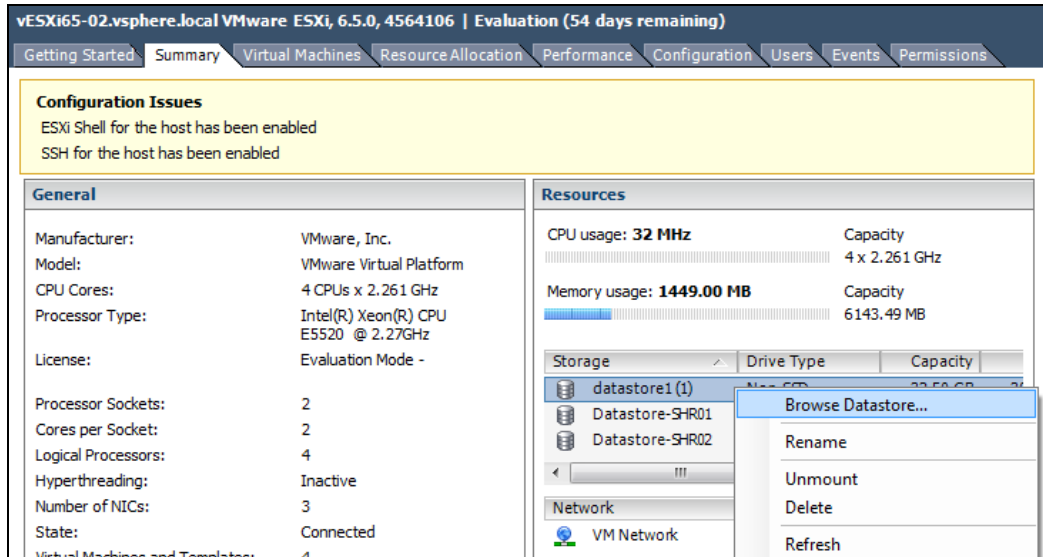 vESXi65-02.vsphere.local VMware ESXi, 6.5.0, 4564106 | Evaluation (54 days remaining)
Getting Started Summary Virtual Machines Resource Allocation Performance Configuration Users Events Permissions
Configuration Issues
ESXi Shell for the host has been enabled
SSH for the host has been enabled
General
Manufacturer: VMware, Inc.
Model: VMware Virtual Platform
CPU Cores: 4 CPUs x 2.261 GHz
Processor Type: Intel(R) Xeon(R) CPU
E5520 @ 2.27GHz
License: Evaluation Mode -
Processor Sockets: 2
Cores per Socket: 2
Logical Processors: 4
Hyperthreading: Inactive
Number of NICs: 3
State: Connected
Virtual Machines and Templates: 4
Resources
CPU usage: 32 MHz Capacity
4 x 2.261 GHz
Memory usage: 1449.00 MB Capacity
6143.49 MB
Storage Drive Type Capacity
datastore1 (1)
Datastore-SHR01
Datastore-SHR02
Network
VM Network
Browse Datastore...
Rename
Unmount
Delete
Refresh